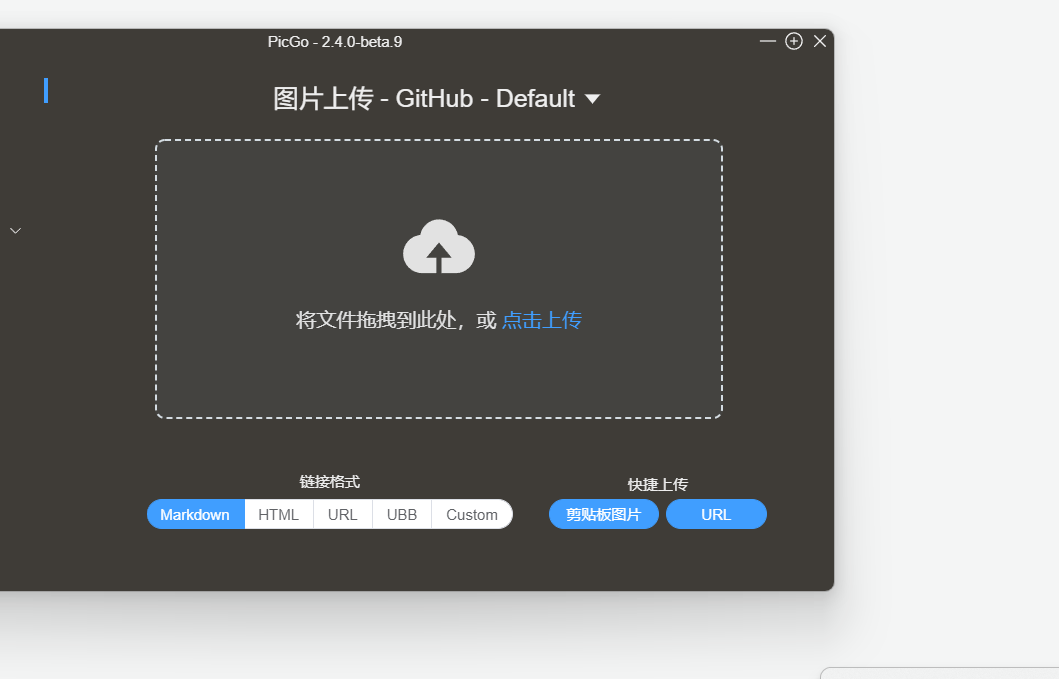 PicGo - 2.4.0-beta.9
图片上传 - GitHub - Default
将文件拖拽到此处，或 点击上传
链接格式
快捷上传
Markdown HTML URL UBB Custom
剪贴板图片 URL